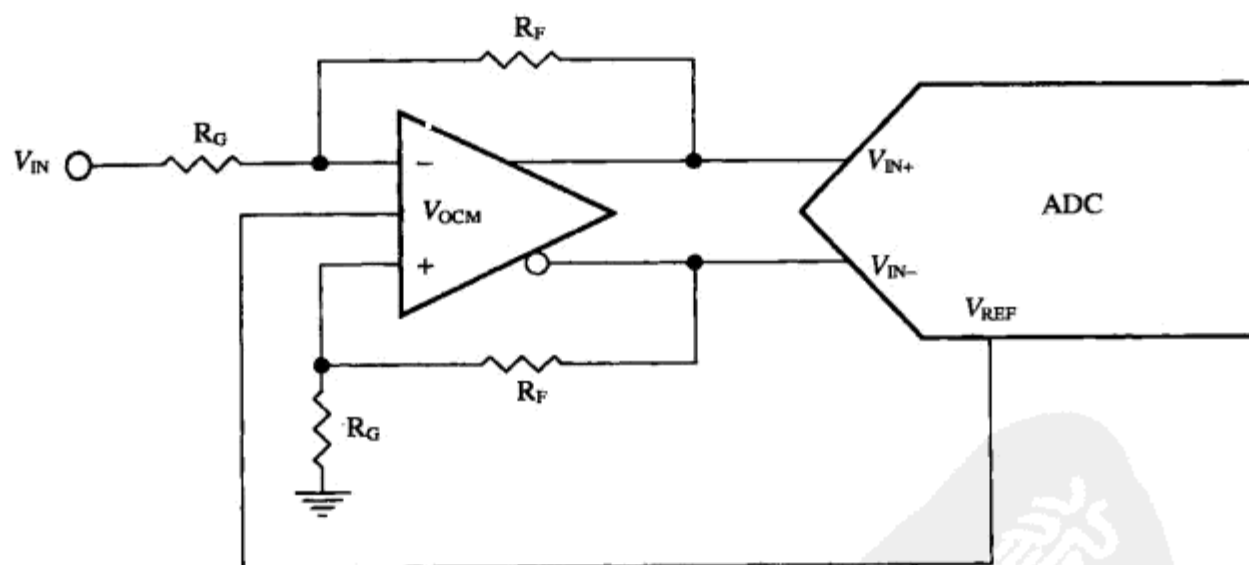 R_F
R_G
V_IN
−
V_OCM
+
V_IN+
ADC
V_IN−
V_REF
R_F
R_G